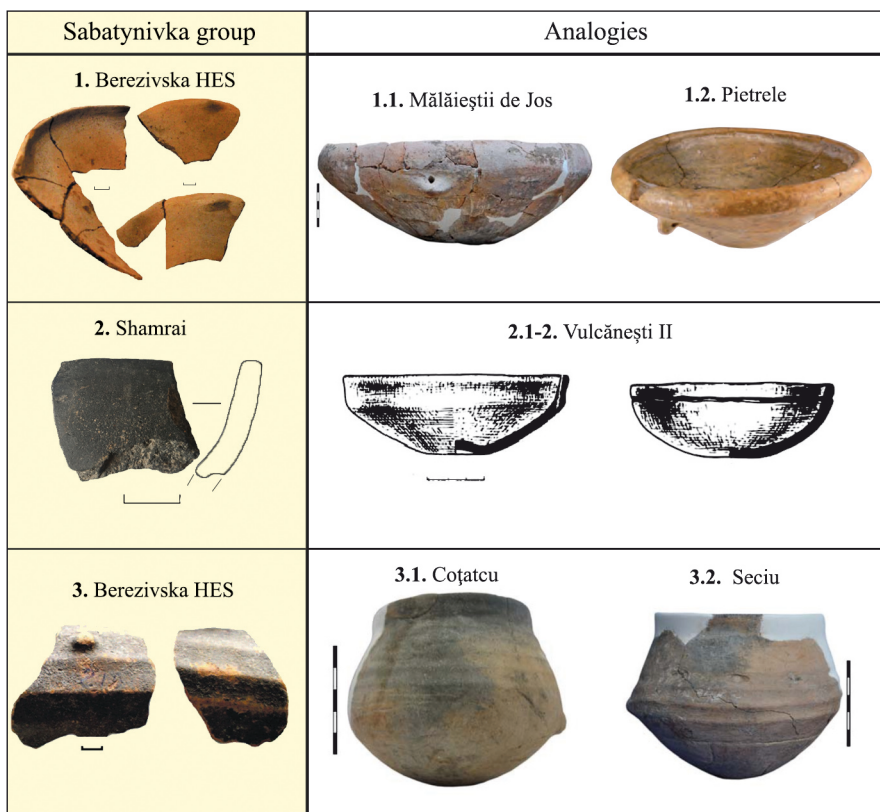 Sabatynivka group
Analogies
1. Berezivska HES
1.1. Mălăieştii de Jos
1.2. Pietrele
2. Shamrai
2.1-2. Vulcănești II
3. Berezivska HES
3.1. Coţatcu
3.2. Seciu